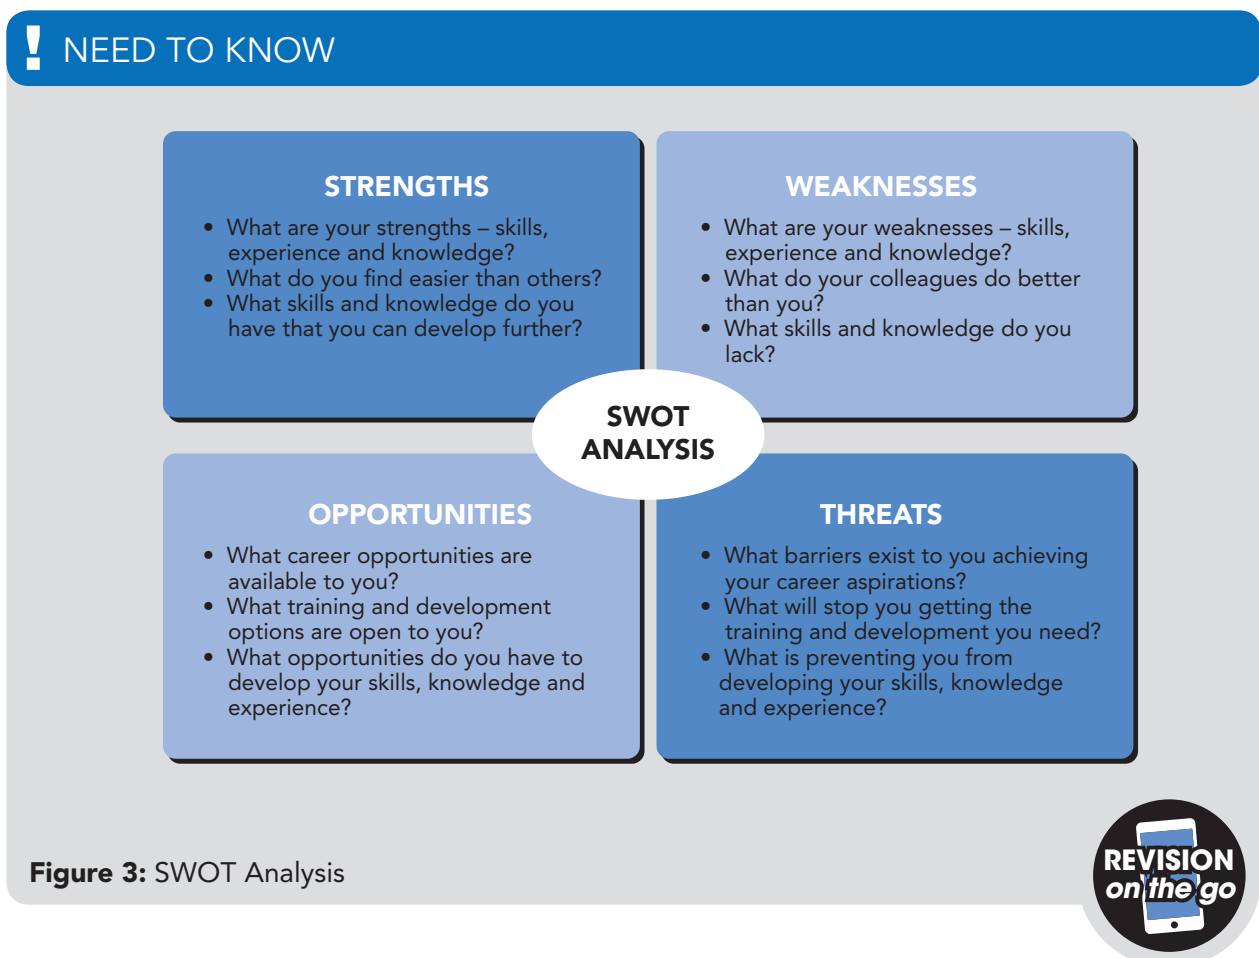 ! NEED TO KNOW
STRENGTHS
• What are your strengths – skills,
experience and knowledge?
• What do you find easier than others?
• What skills and knowledge do you
have that you can develop further?
WEAKNESSES
• What are your weaknesses – skills,
experience and knowledge?
• What do your colleagues do better
than you?
• What skills and knowledge do you
lack?
SWOT
ANALYSIS
OPPORTUNITIES
• What career opportunities are
available to you?
• What training and development
options are open to you?
• What opportunities do you have to
develop your skills, knowledge and
experience?
THREATS
• What barriers exist to you achieving
your career aspirations?
• What will stop you getting the
training and development you need?
• What is preventing you from
developing your skills, knowledge
and experience?
Figure 3: SWOT Analysis
REVISION
on the go